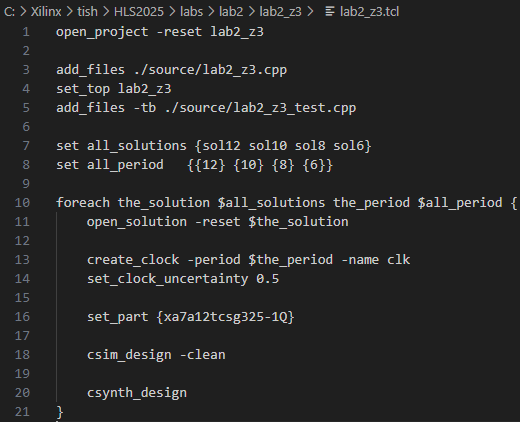 C: > Xilinx > tish > HLS2025 > labs > lab2 > lab2_z3 > lab2_z3 > lab2_z3.tcl
1 open_project -reset lab2_z3
2
3 add_files ./source/lab2_z3.cpp
4 set_top lab2_z3
5 add_files -tb ./source/lab2_z3_test.cpp
6
7 set all_solutions {sol12 sol10 sol8 sol6}
8 set all_period   {{12} {10} {8} {6}}
9
10 foreach the_solution $all_solutions the_period $all_period {
11     open_solution -reset $the_solution
12
13     create_clock -period $the_period -name clk
14     set_clock_uncertainty 0.5
15
16     set_part {xa7a12tcsg325-1Q}
17
18     csim_design -clean
19
20     csynth_design
21 }